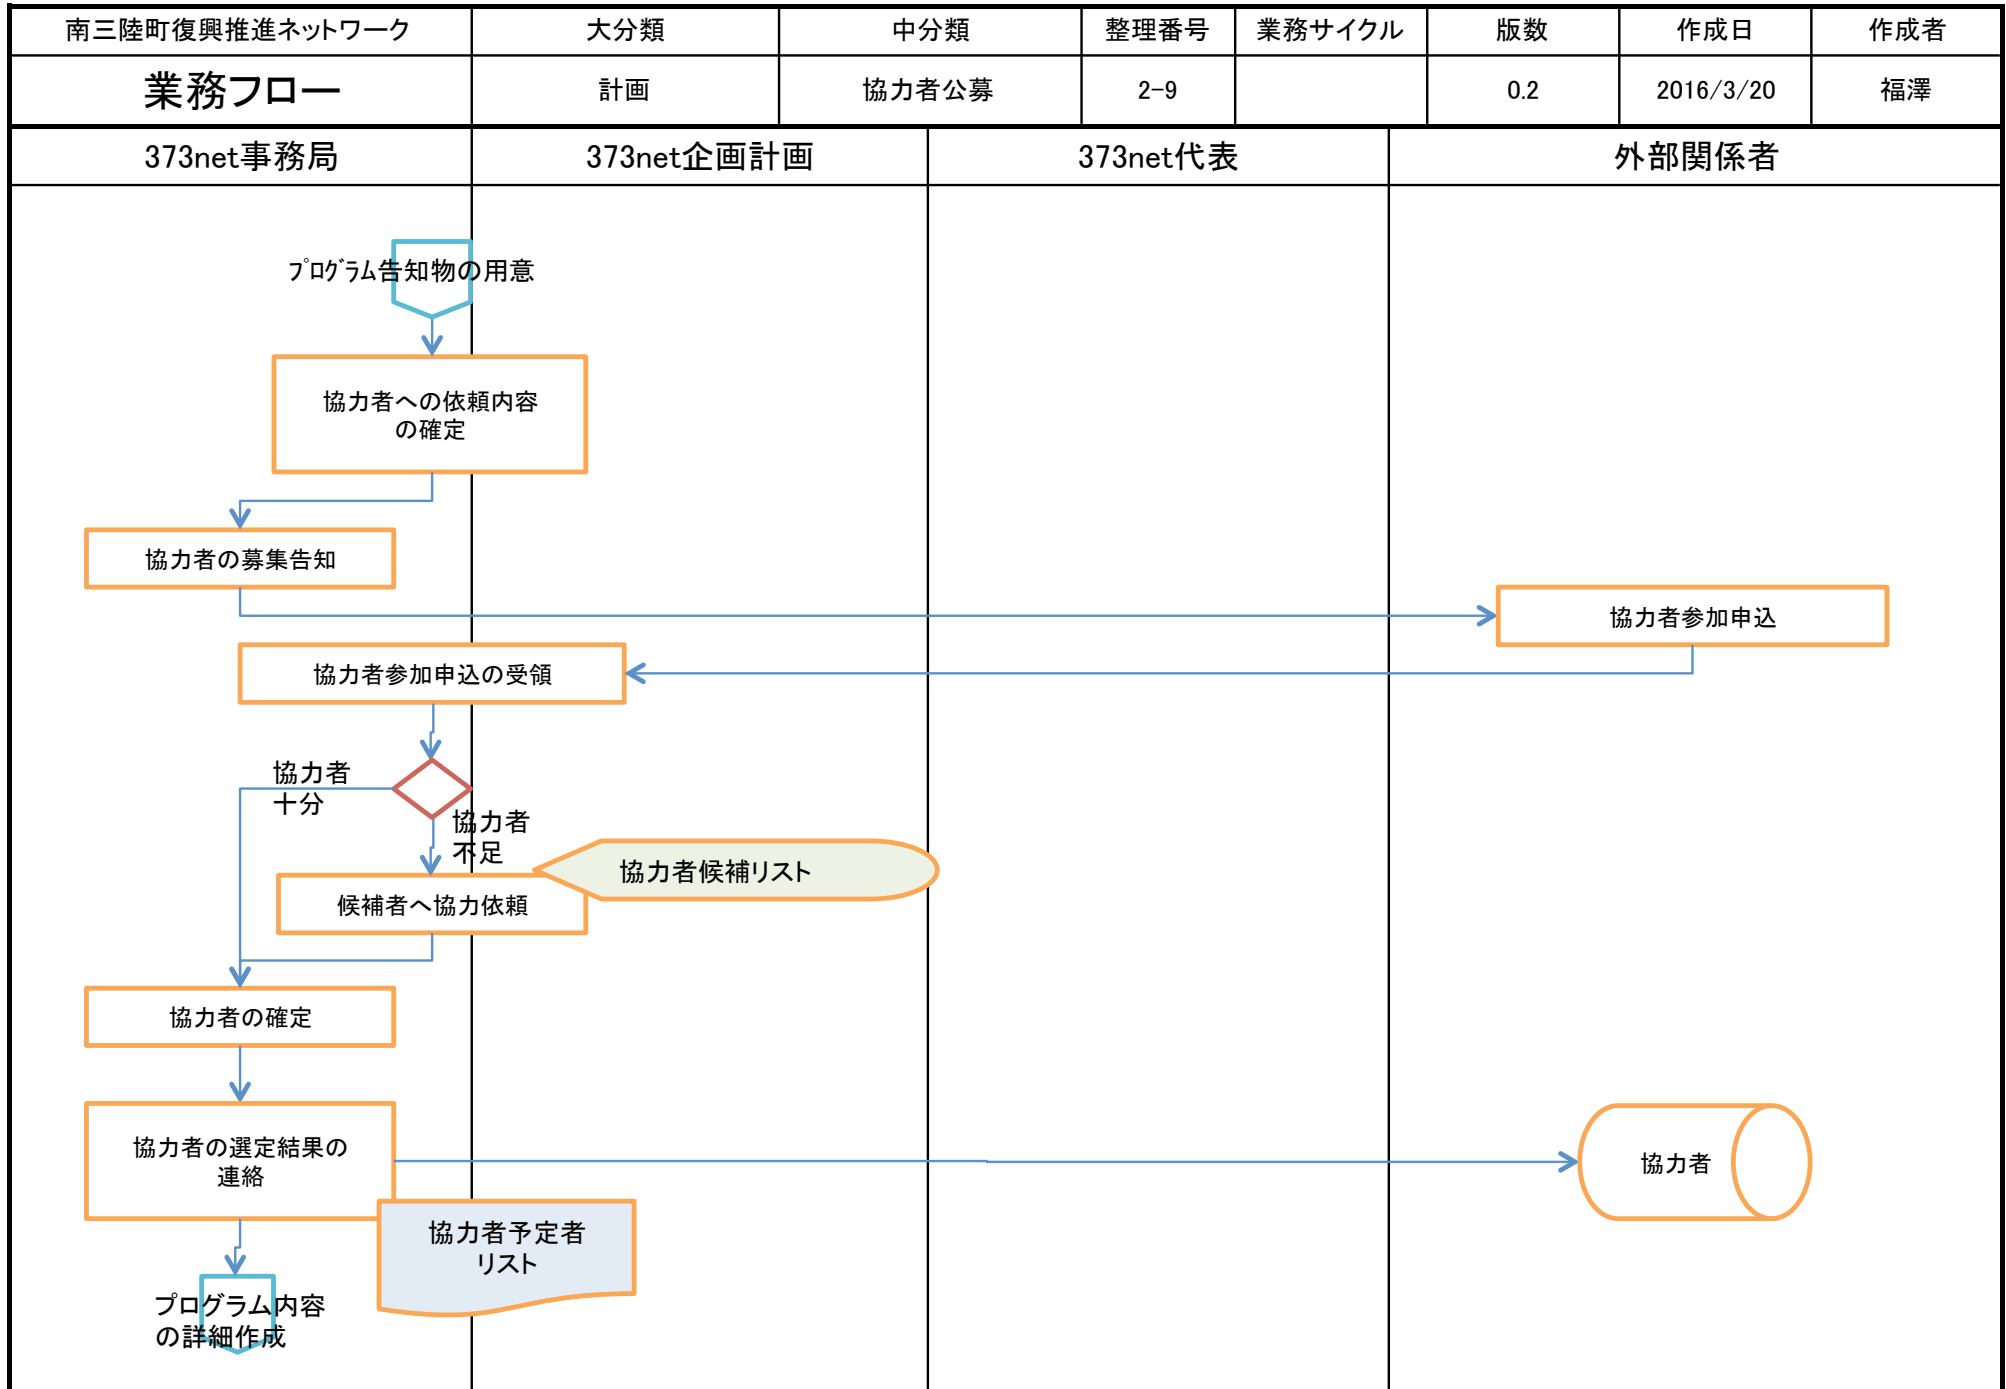 南三陸町復興推進ネットワーク 大分類 中分類 整理番号 業務サイクル 版数 作成日 作成者
業務フロー 計画 協力者公募 2-9 0.2 2016/3/20 福澤
373net事務局 373net企画計画 373net代表 外部関係者
プログラム告知物の用意
協力者への依頼内容
の確定
協力者の募集告知
協力者参加申込
協力者参加申込の受領
協力者
十分
協力者
不足
協力者候補リスト
候補者へ協力依頼
協力者の確定
協力者の選定結果の
連絡
協力者
協力者予定者
リスト
プログラム内容
の詳細作成